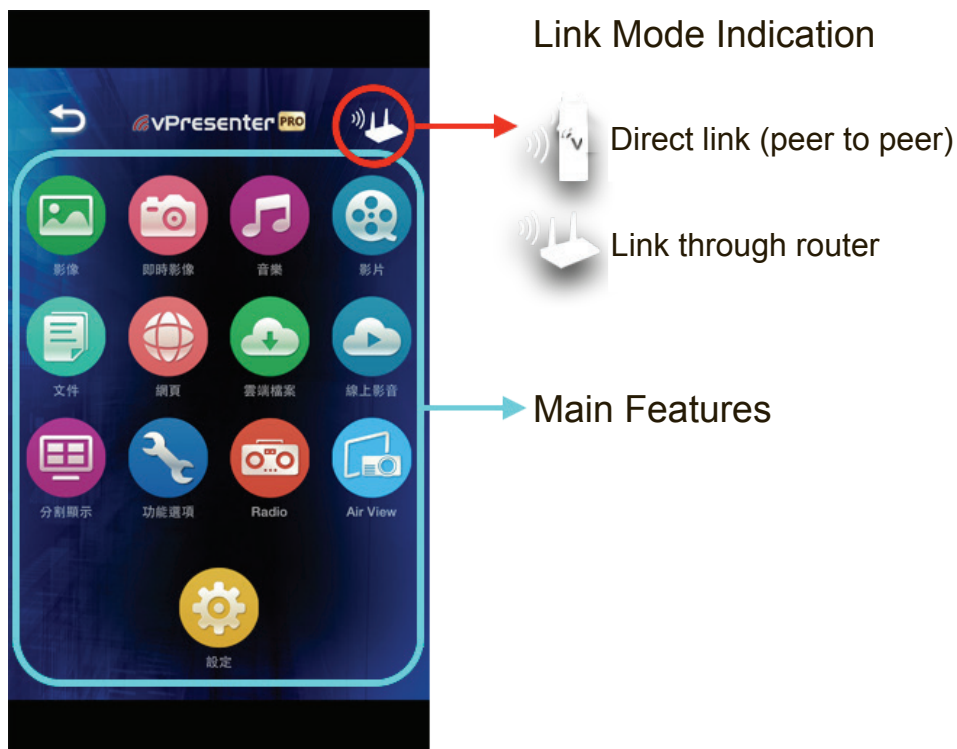 Link Mode Indication
vPresenter PRO
Direct link (peer to peer)
Link through router
影像
即時影像
音樂
影片
文件
網頁
雲端檔案
線上影音
Main Features
分割顯示
功能選項
Radio
Air View
設定